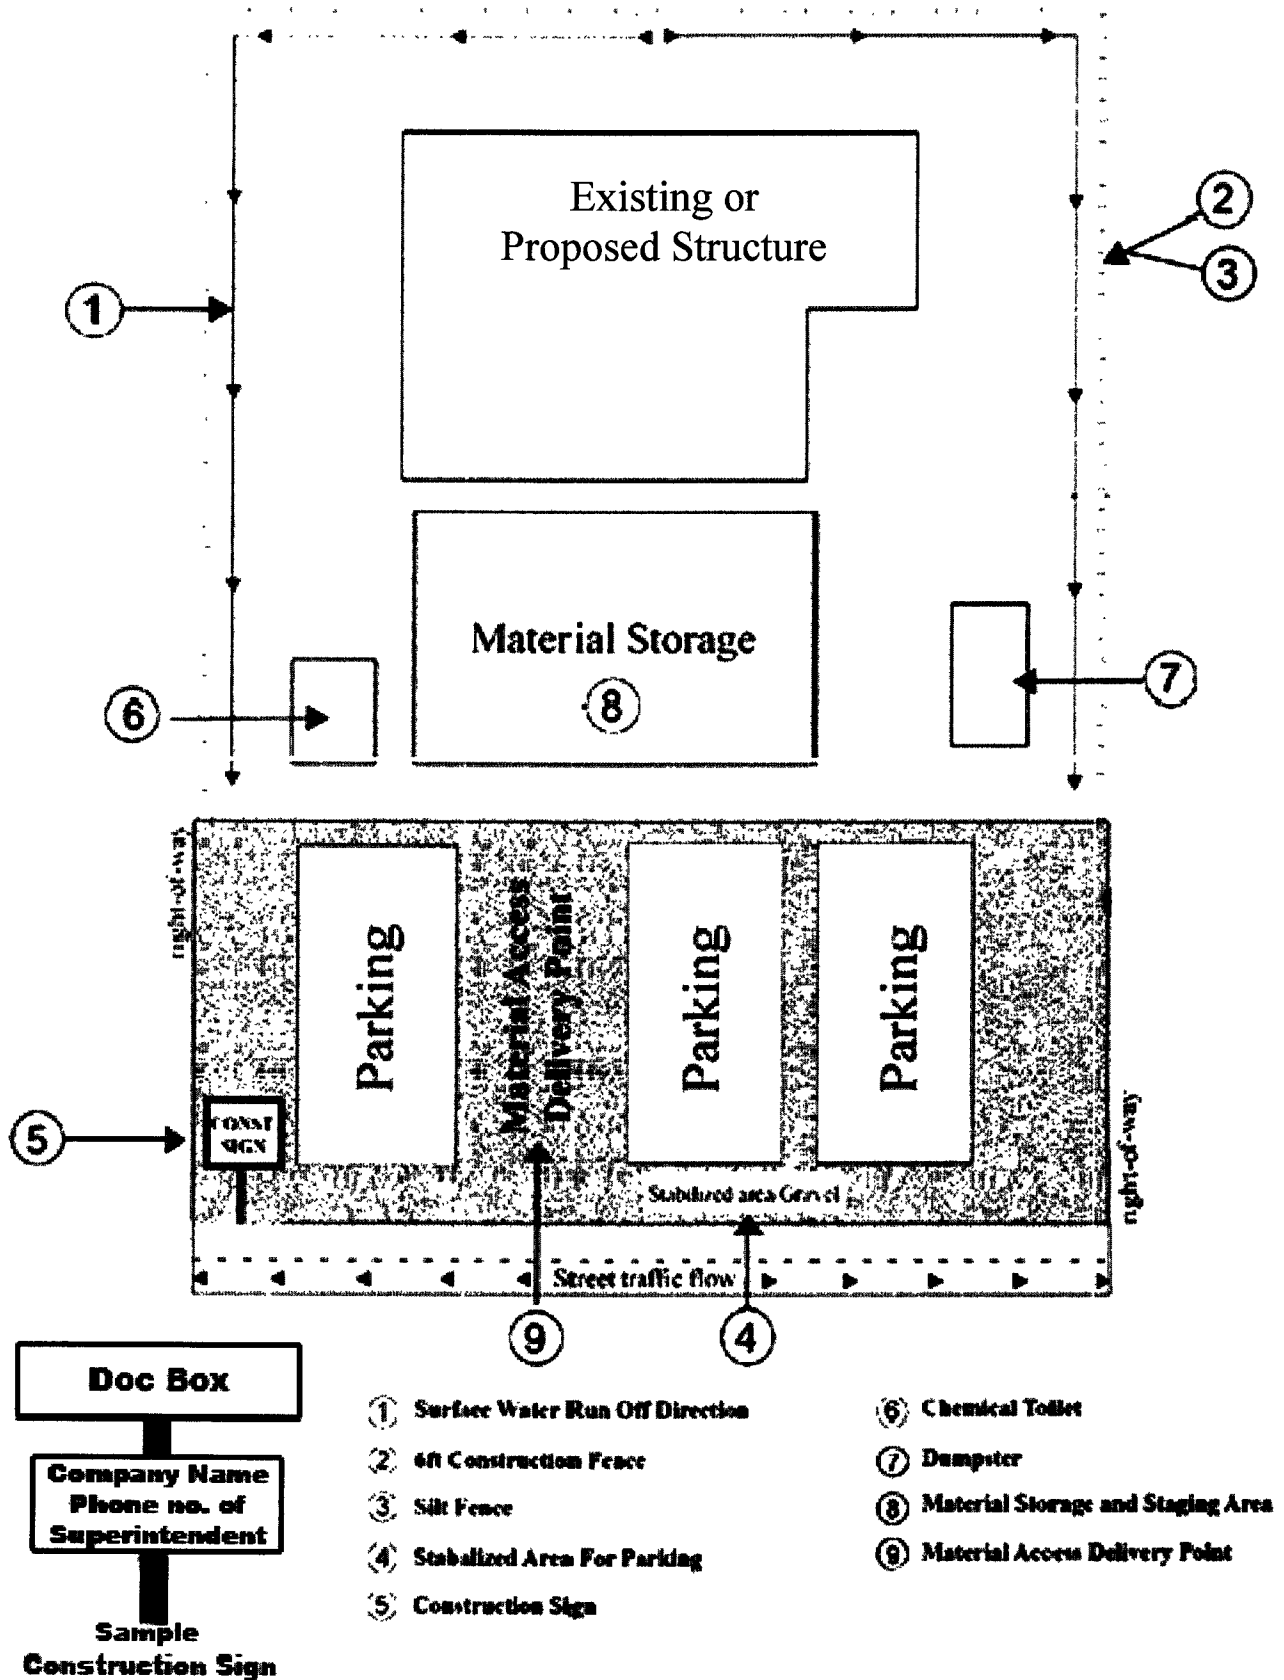 Existing or
Proposed Structure
2
3
1
Material Storage
8
7
6
right-of-way
Parking
Material Access
Delivery Point
Parking
Parking
right-of-way
5
CONST
SIGN
Stabilized area Gravel
Street traffic flow
9
4
Doc Box
Company Name
Phone no. of
Superintendent
Sample
Construction Sign
1 Surface Water Run Off Direction
2 6ft Construction Fence
3 Silt Fence
4 Stabalized Area For Parking
5 Construction Sign
6 Chemical Toilet
7 Dumpster
8 Material Storage and Staging Area
9 Material Access Delivery Point